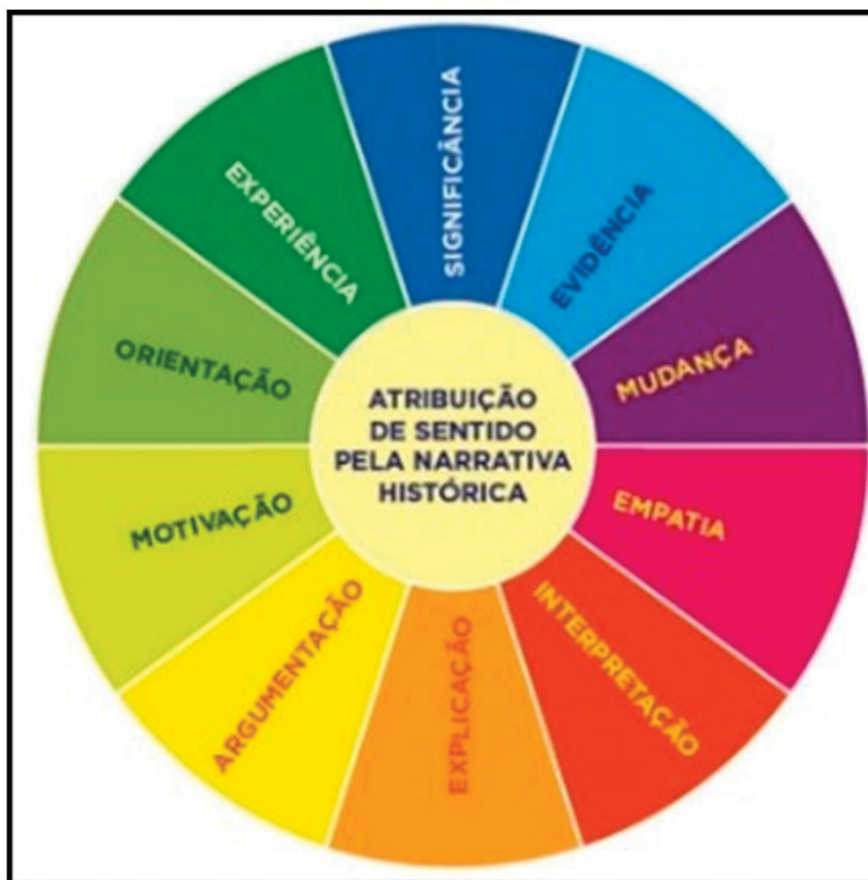 SIGNIFICÂNCIA
EVIDÊNCIA
MUDANÇA
EMPATIA
INTERPRETAÇÃO
EXPLICAÇÃO
ARGUMENTAÇÃO
MOTIVAÇÃO
ORIENTAÇÃO
EXPERIÊNCIA
ATRIBUIÇÃO
DE SENTIDO
PELA NARRATIVA
HISTÓRICA